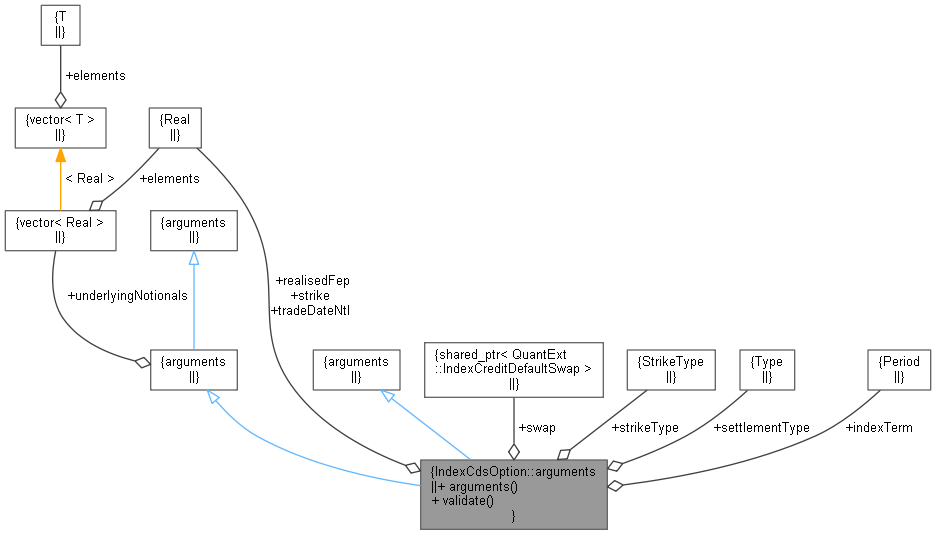 {T
||}
+elements
{vector< T >
||}
{Real
||}
< Real >
+elements
{vector< Real >
||}
{arguments
||}
+underlyingNotionals
+realisedFep
+strike
+tradeDateNtl
{arguments
||}
{arguments
||}
{shared_ptr< QuantExt
::IndexCreditDefaultSwap >
||}
{StrikeType
||}
{Type
||}
{Period
||}
+swap
+strikeType
+settlementType
+indexTerm
{IndexCdsOption::arguments
||+ arguments()
+ validate()
}